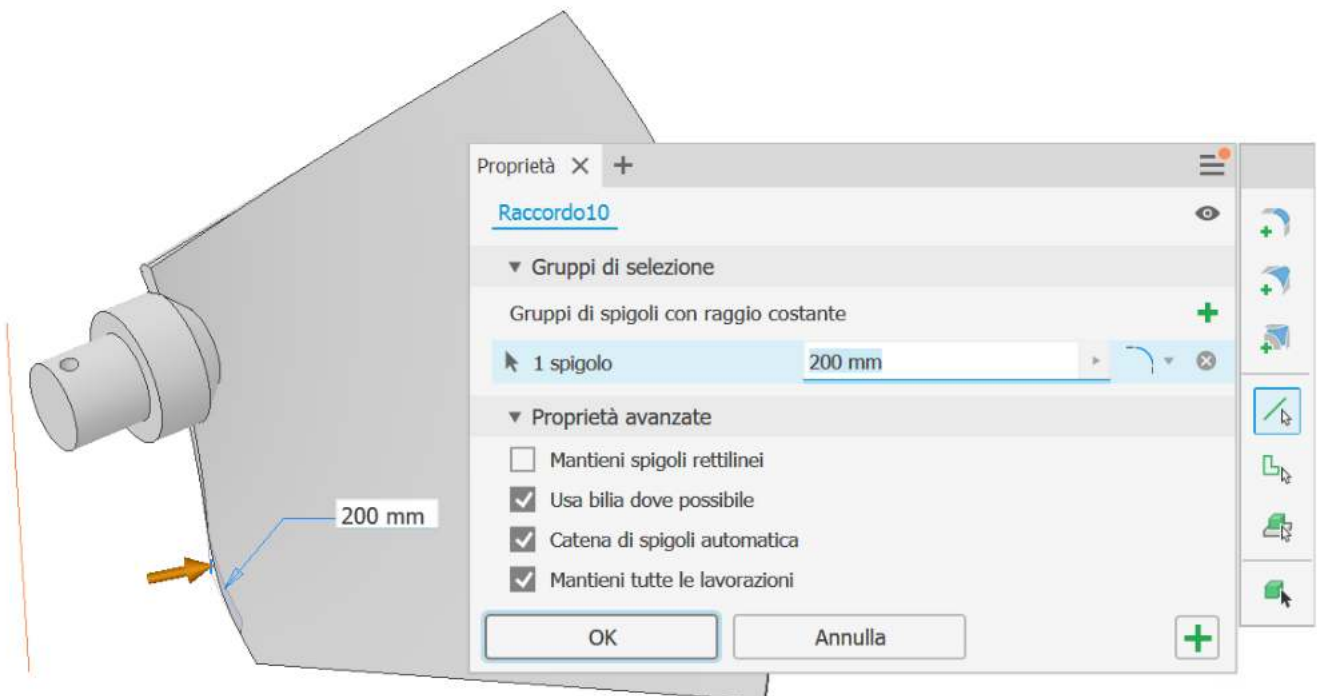 Proprietà
Raccordo10
Gruppi di selezione
Gruppi di spigoli con raggio costante
1 spigolo 200 mm
Proprietà avanzate
Mantieni spigoli rettilinei
Usa bilia dove possibile
200 mm
Catena di spigoli automatica
Mantieni tutte le lavorazioni
OK Annulla